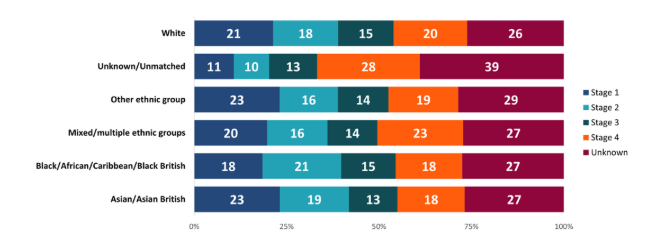 White 21 18 15 20 26
Unknown/Unmatched 11 10 13 28 39
Other ethnic group 23 16 14 19 29
Mixed/multiple ethnic groups 20 16 14 23 27
Black/African/Caribbean/Black British 18 21 15 18 27
Asian/Asian British 23 19 13 18 27
0% 25% 50% 75% 100%
Stage 1
Stage 2
Stage 3
Stage 4
Unknown